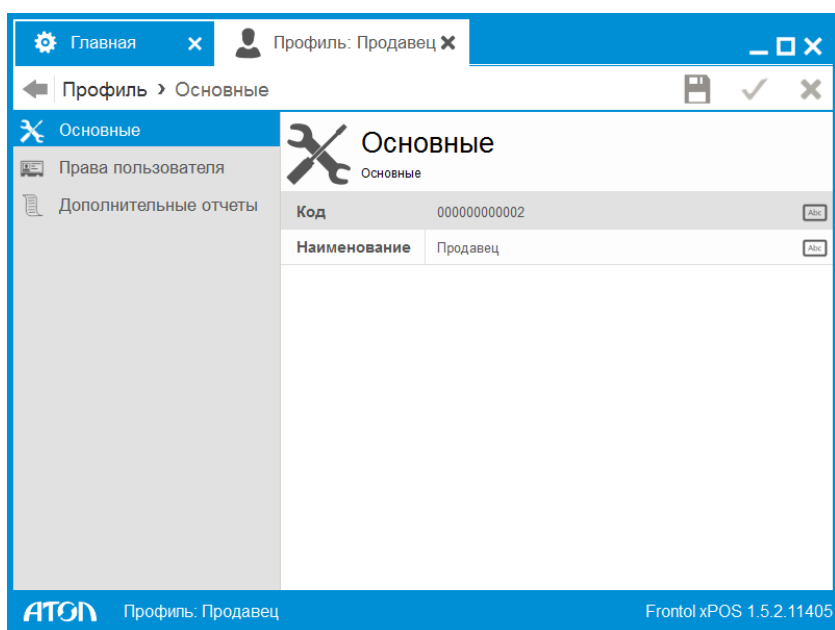 Главная
Профиль: Продавец
Профиль > Основные
Основные
Права пользователя
Дополнительные отчеты
Основные
Основные
Код 000000000002 Abc
Наименование Продавец Abc
ATOL Профиль: Продавец Frontol xPOS 1.5.2.11405